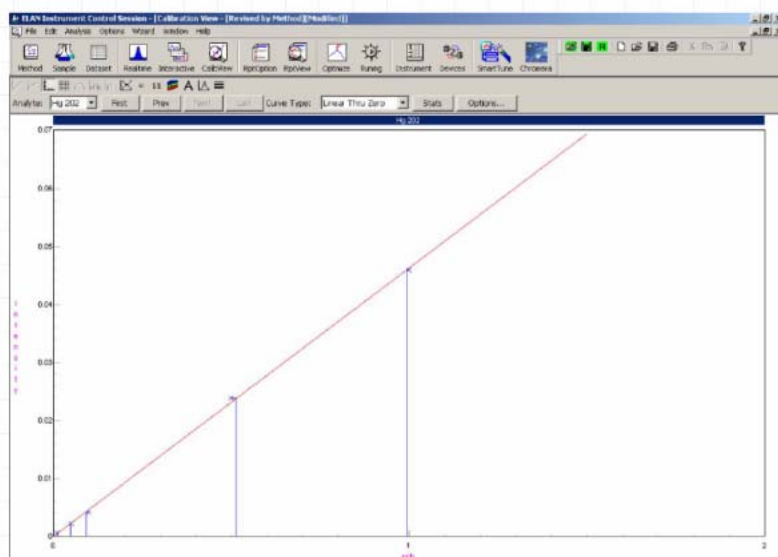 ELAN Instrument Control Session - [Calibration View - [Revised by Method][Modified]]
File Edit Analysis Options Wizard Window Help
Method Sample Dataset Realtime Interactive CalibView RptOption RptView Optimize Tuning Instrument Devices SmartTune Chromera
Analyte: Hg 202 First Prev Next Last Curve Type: Linear Thru Zero Stats Options...
Hg 202
0.07
0.06
0.05
0.04
Intensity
0.03
0.02
0.01
0
0 1 2